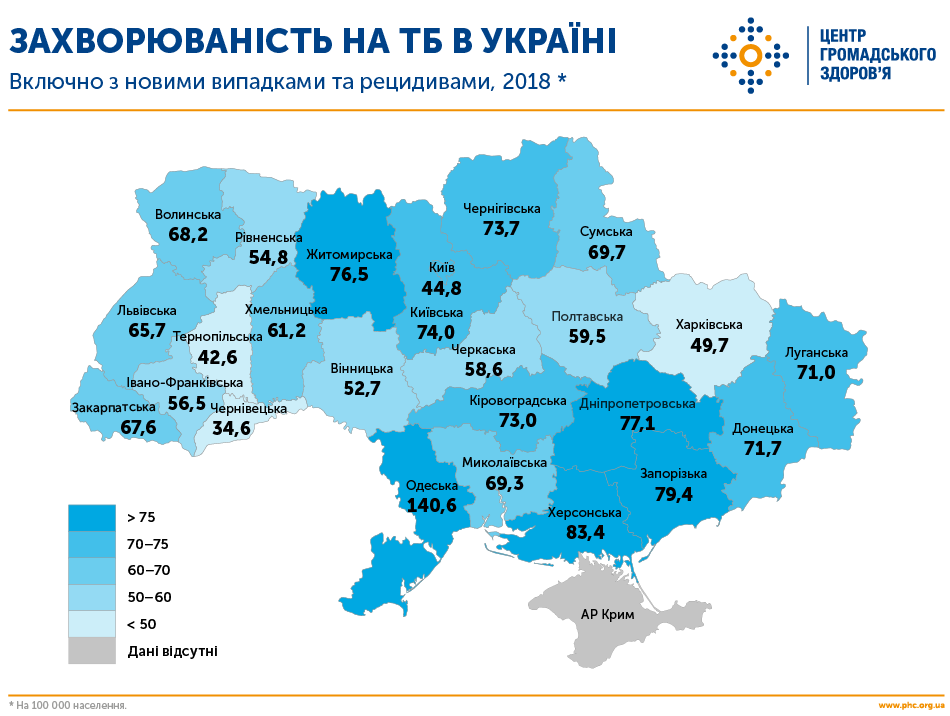 ЗАХВОРЮВАНІСТЬ НА ТБ В УКРАЇНІ
Включно з новими випадками та рецидивами, 2018 *
ЦЕНТР
ГРОМАДСЬКОГО
ЗДОРОВ'Я
Волинська
68,2
Рівненська
54,8
Житомирська
76,5
Київ
44,8
Київська
74,0
Чернігівська
73,7
Сумська
69,7
Львівська
65,7
Тернопільська
42,6
Хмельницька
61,2
Вінницька
52,7
Черкаська
58,6
Полтавська
59,5
Харківська
49,7
Луганська
71,0
Закарпатська
67,6
Івано-Франківська
56,5
Чернівецька
34,6
Кіровоградська
73,0
Дніпропетровська
77,1
Донецька
71,7
Одеська
140,6
Миколаївська
69,3
Херсонська
83,4
Запорізька
79,4
АР Крим
> 75
70–75
60–70
50–60
< 50
Дані відсутні
* На 100 000 населення.
www.phc.org.ua